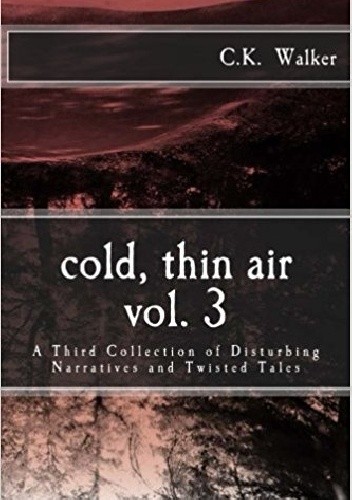 C.K. Walker
cold, thin air
vol. 3
A Third Collection of Disturbing
Narratives and Twisted Tales